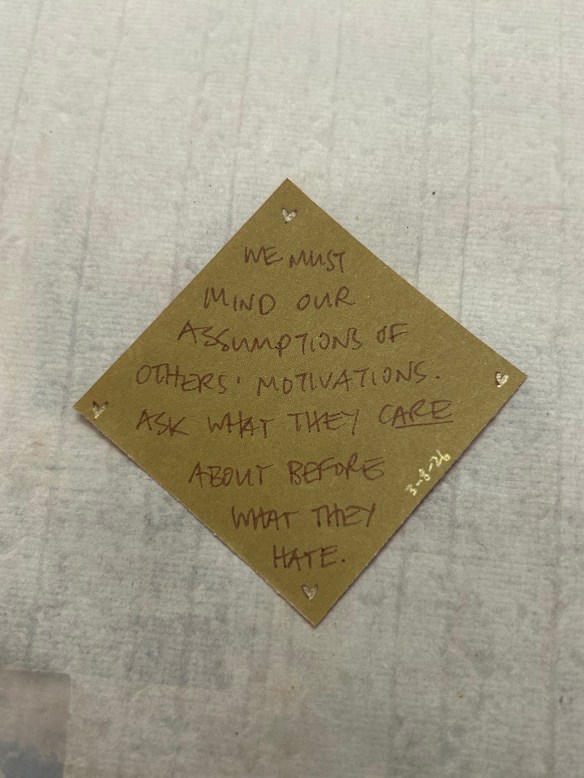 WE MUST
MIND OUR
ASSUMPTIONS OF
OTHERS' MOTIVATIONS.
ASK WHAT THEY CARE
ABOUT BEFORE
WHAT THEY
HATE.
3-8-26